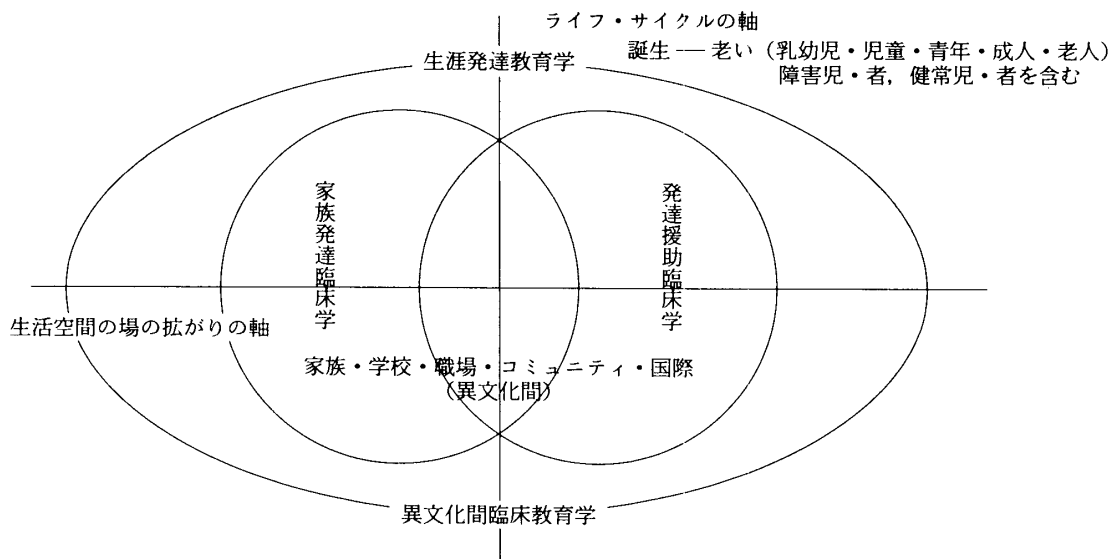 ライフ・サイクルの軸
誕生 — 老い (乳幼児・児童・青年・成人・老人)
障害児・者，健常児・者を含む
生涯発達教育学
家族発達臨床学
発達援助臨床学
生活空間の場の拡がりの軸
家族・学校・職場・コミュニティ・国際
(異文化間)
異文化間臨床教育学